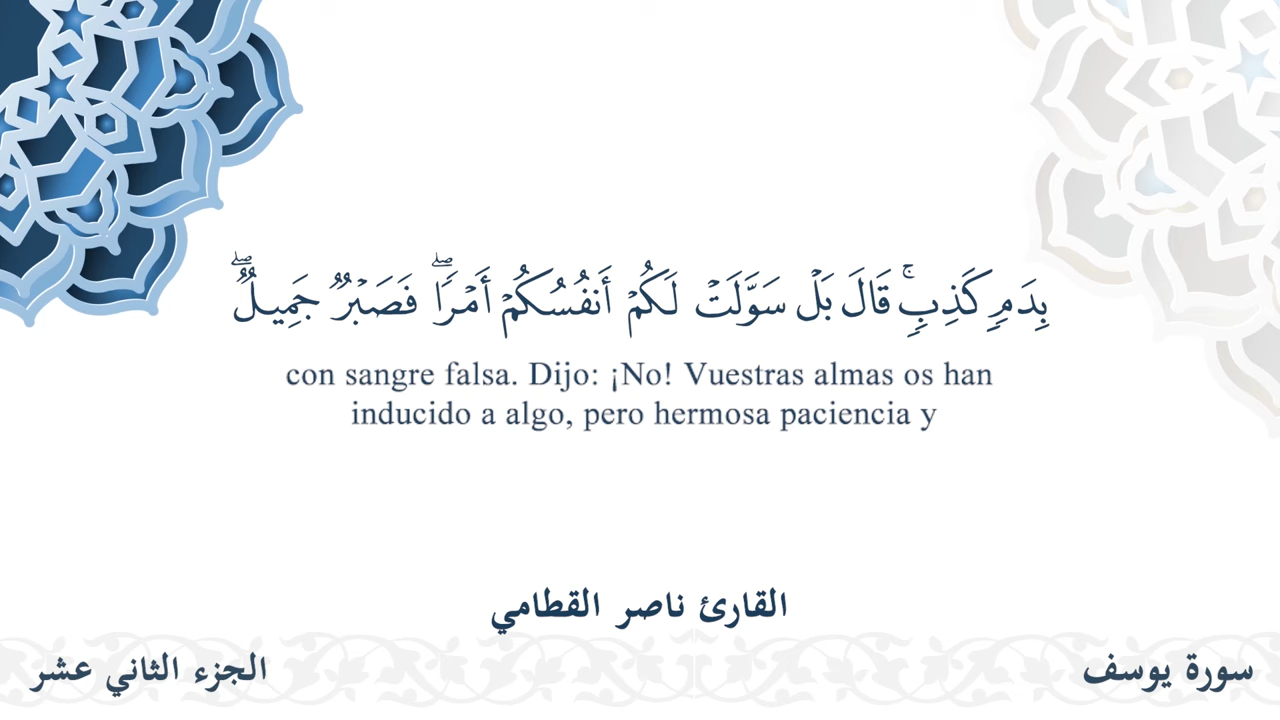 بِدَمٍ كَذِبٍ ۚ قَالَ بَلْ سَوَّلَتْ لَكُمْ أَنفُسُكُمْ أَمْرًا ۖ فَصَبْرٌ جَمِيلٌ ۖ
con sangre falsa. Dijo: ¡No! Vuestras almas os han
inducido a algo, pero hermosa paciencia y
القارئ ناصر القطامي
سورة يوسف
الجزء الثاني عشر